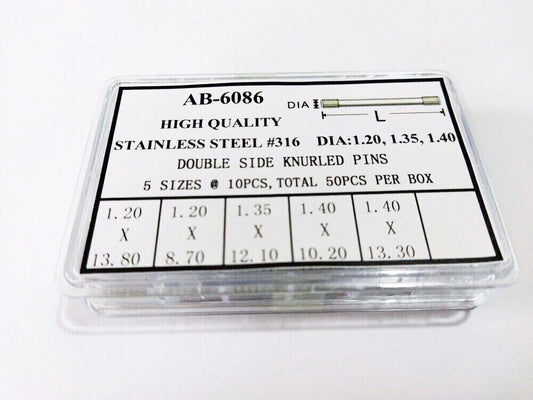 AB-6086
DIA
L
HIGH QUALITY
STAINLESS STEEL #316 DIA:1.20, 1.35, 1.40
DOUBLE SIDE KNURLED PINS
5 SIZES @ 10PCS, TOTAL 50PCS PER BOX
1.20 1.20 1.35 1.40 1.40
X X X X X
13.80 8.70 12.10 10.20 13.30